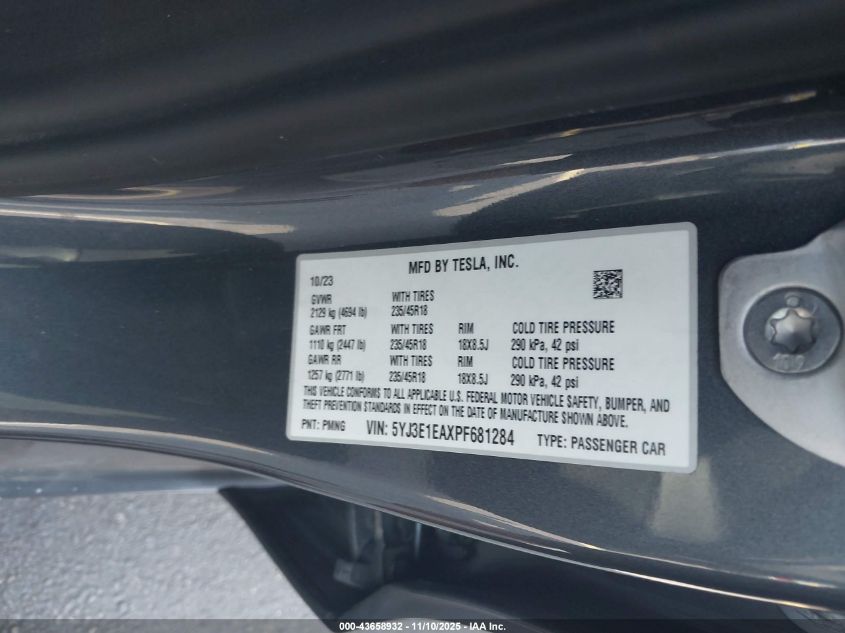 MFD BY TESLA, INC.
10/23
GVWR WITH TIRES
2129 kg (4694 lb) 235/45R18
GAWR FRT WITH TIRES RIM COLD TIRE PRESSURE
1110 kg (2447 lb) 235/45R18 18X8.5J 290 kPa, 42 psi
GAWR RR WITH TIRES RIM COLD TIRE PRESSURE
1257 kg (2771 lb) 235/45R18 18X8.5J 290 kPa, 42 psi
THIS VEHICLE CONFORMS TO ALL APPLICABLE U.S. FEDERAL MOTOR VEHICLE SAFETY, BUMPER, AND
THEFT PREVENTION STANDARDS IN EFFECT ON THE DATE OF MANUFACTURE SHOWN ABOVE.
PNT: PMNG VIN: 5YJ3E1EAXPF681284 TYPE: PASSENGER CAR
000-43658932 - 11/10/2025 - IAA Inc.